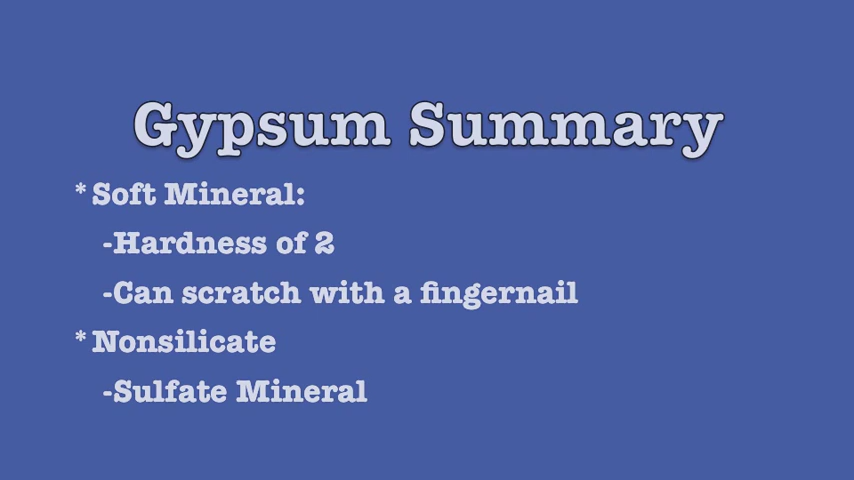 Gypsum Summary
*Soft Mineral:
-Hardness of 2
-Can scratch with a fingernail
*Nonsilicate
-Sulfate Mineral